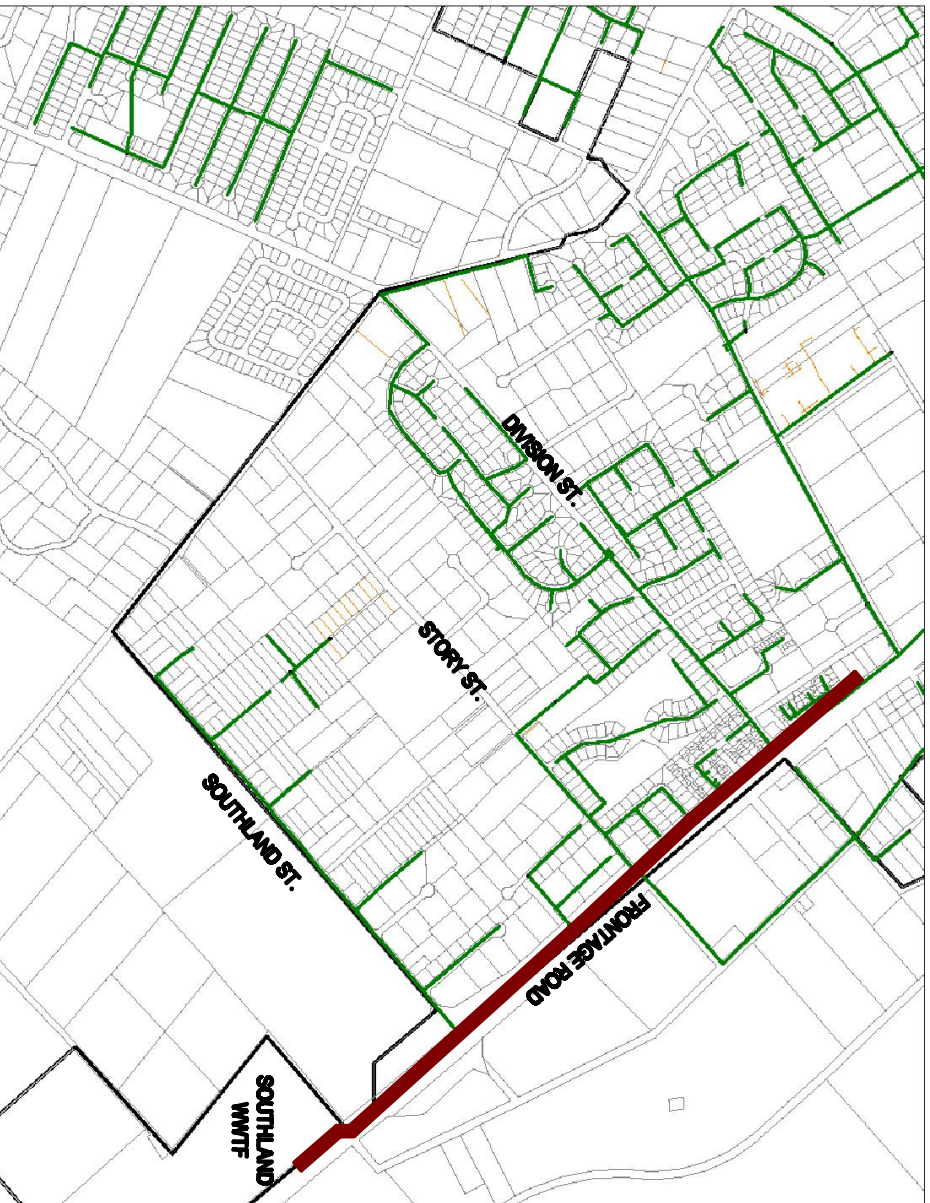 DIVISION ST.
STORY ST.
SOUTHLAND ST.
FRONTAGE ROAD
SOUTHLAND
WWTF